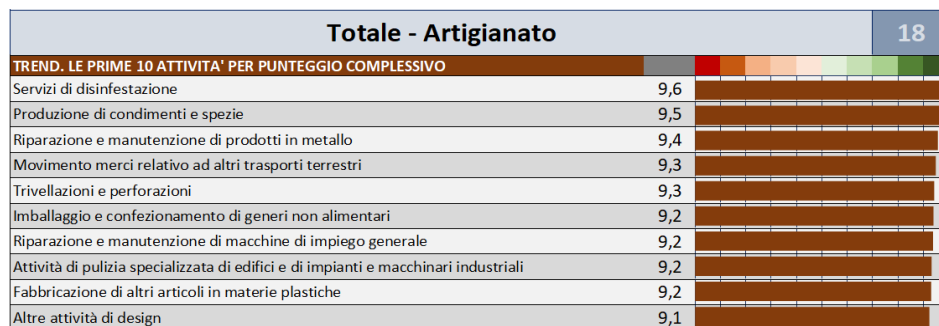 Totale - Artigianato 18
TREND. LE PRIME 10 ATTIVITA' PER PUNTEGGIO COMPLESSIVO
Servizi di disinfestazione 9,6
Produzione di condimenti e spezie 9,5
Riparazione e manutenzione di prodotti in metallo 9,4
Movimento merci relativo ad altri trasporti terrestri 9,3
Trivellazioni e perforazioni 9,3
Imballaggio e confezionamento di generi non alimentari 9,2
Riparazione e manutenzione di macchine di impiego generale 9,2
Attività di pulizia specializzata di edifici e di impianti e macchinari industriali 9,2
Fabbricazione di altri articoli in materie plastiche 9,2
Altre attività di design 9,1